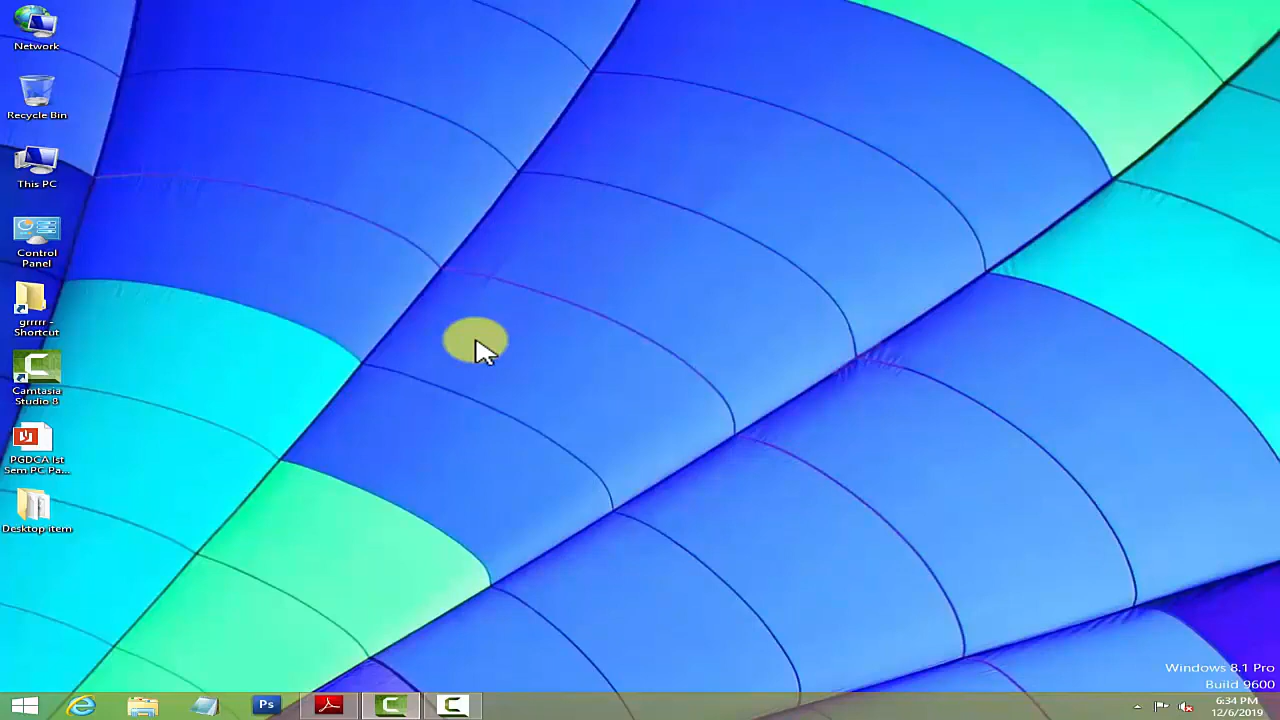 Network
Recycle Bin
This PC
Control
Panel
grrrrr -
Shortcut
Camtasia
Studio 8
PGDCA Ist
Sem PC Pa...
Desktop item
Windows 8.1 Pro
Build 9600
Ps
6:34 PM
12/6/2019